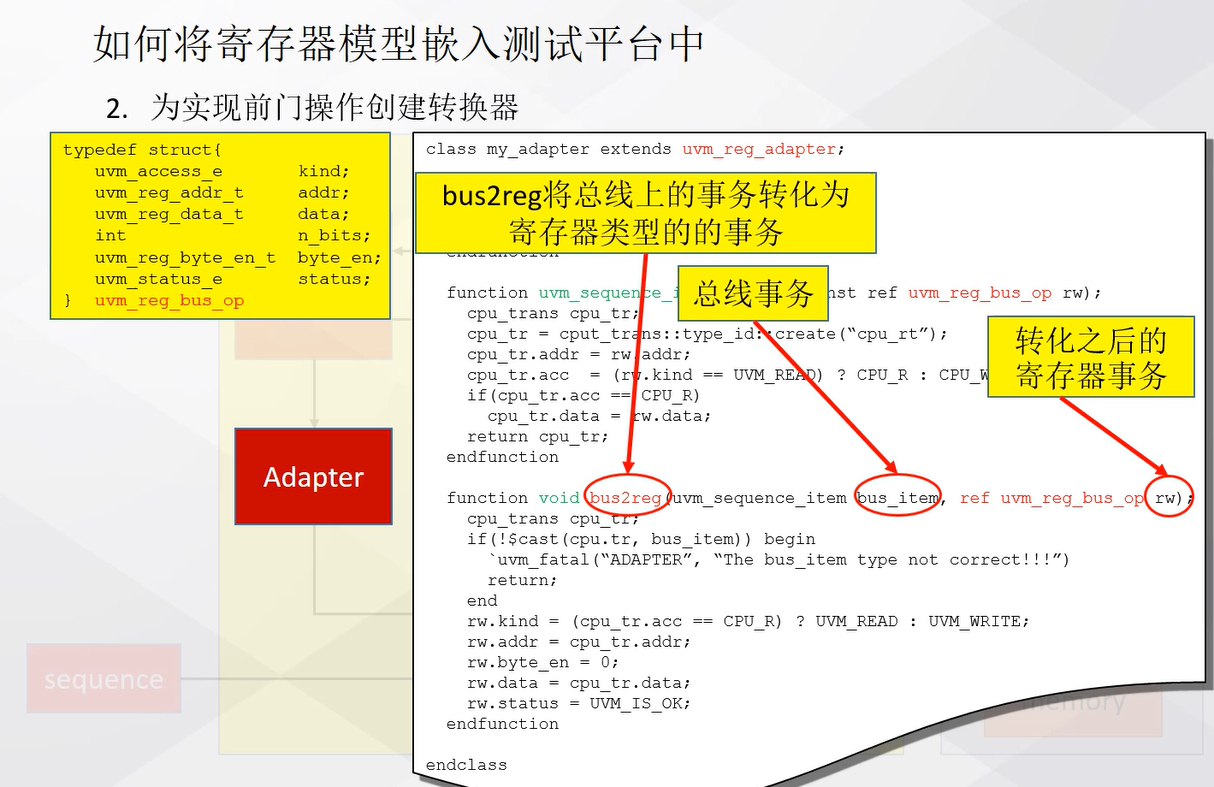 如何将寄存器模型嵌入测试平台中
2. 为实现前门操作创建转换器
typedef struct{
uvm_access_e kind;
uvm_reg_addr_t addr;
uvm_reg_data_t data;
int n_bits;
uvm_reg_byte_en_t byte_en;
uvm_status_e status;
} uvm_reg_bus_op
class my_adapter extends uvm_reg_adapter;
bus2reg将总线上的事务转化为
寄存器类型的的事务
endfunction
总线事务
function uvm_sequence_i nst ref uvm_reg_bus_op rw);
cpu_trans cpu_tr;
cpu_tr = cput_trans::type_id::create(“cpu_rt”);
转化之后的
寄存器事务
cpu_tr.addr = rw.addr;
cpu_tr.acc = (rw.kind == UVM_READ) ? CPU_R : CPU_W
if(cpu_tr.acc == CPU_R)
cpu_tr.data = rw.data;
return cpu_tr;
endfunction
Adapter
function void bus2reg(uvm_sequence_item bus_item, ref uvm_reg_bus_op rw);
cpu_trans cpu_tr;
if(!$cast(cpu.tr, bus_item)) begin
`uvm_fatal(“ADAPTER”, “The bus_item type not correct!!!”)
return;
end
rw.kind = (cpu_tr.acc == CPU_R) ? UVM_READ : UVM_WRITE;
rw.addr = cpu_tr.addr;
rw.byte_en = 0;
rw.data = cpu_tr.data;
rw.status = UVM_IS_OK;
endfunction
endclass
sequence
memory